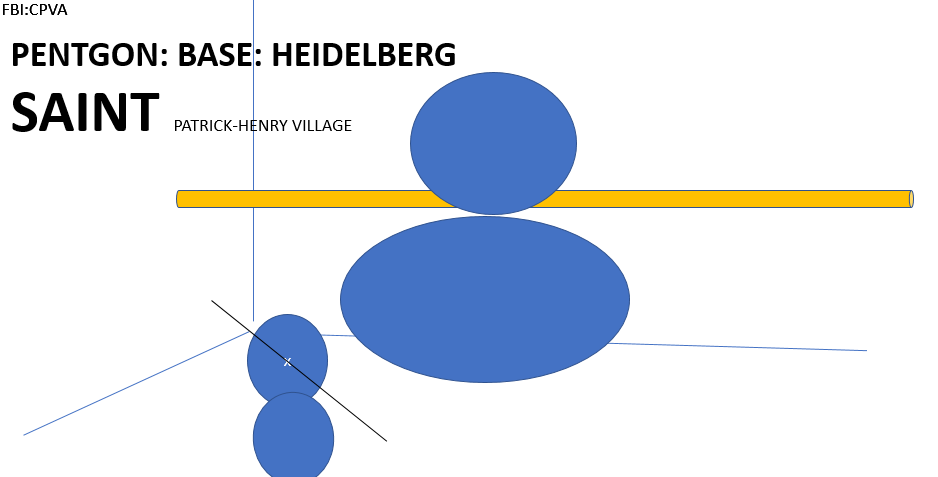 FBI:CPVA
PENTGON: BASE: HEIDELBERG
SAINT PATRICK-HENRY VILLAGE
x